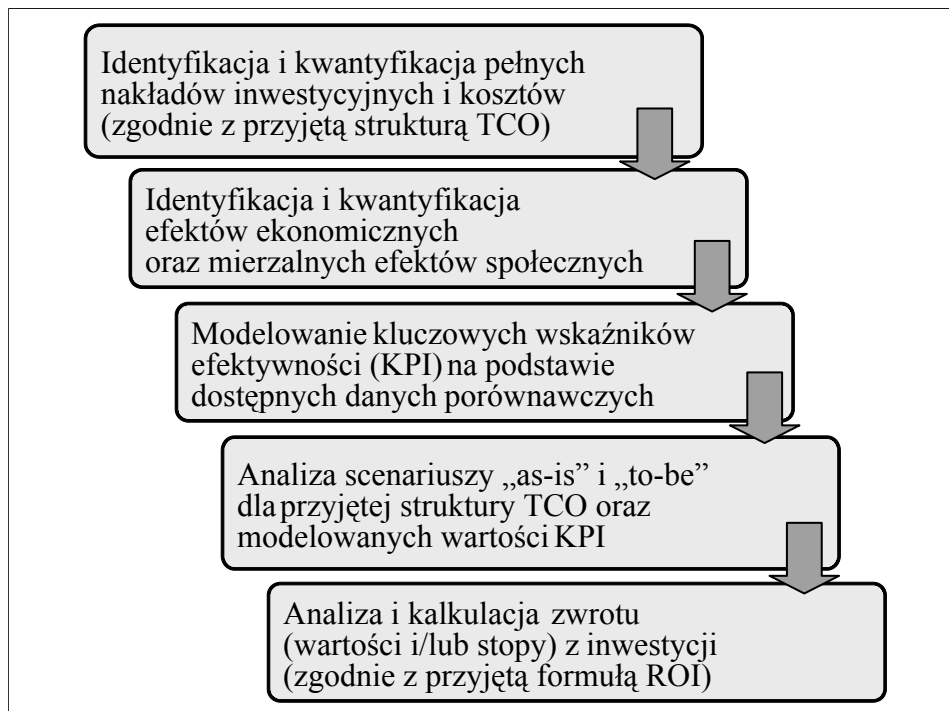 Identyfikacja i kwantyfikacja pełnych
nakładów inwestycyjnych i kosztów
(zgodnie z przyjętą strukturą TCO)
Identyfikacja i kwantyfikacja
efektów ekonomicznych
oraz mierzalnych efektów społecznych
Modelowanie kluczowych wskaźników
efektywności (KPI) na podstawie
dostępnych danych porównawczych
Analiza scenariuszy „as-is” i „to-be”
dla przyjętej struktury TCO oraz
modelowanych wartości KPI
Analiza i kalkulacja zwrotu
(wartości i/lub stopy) z inwestycji
(zgodnie z przyjętą formułą ROI)